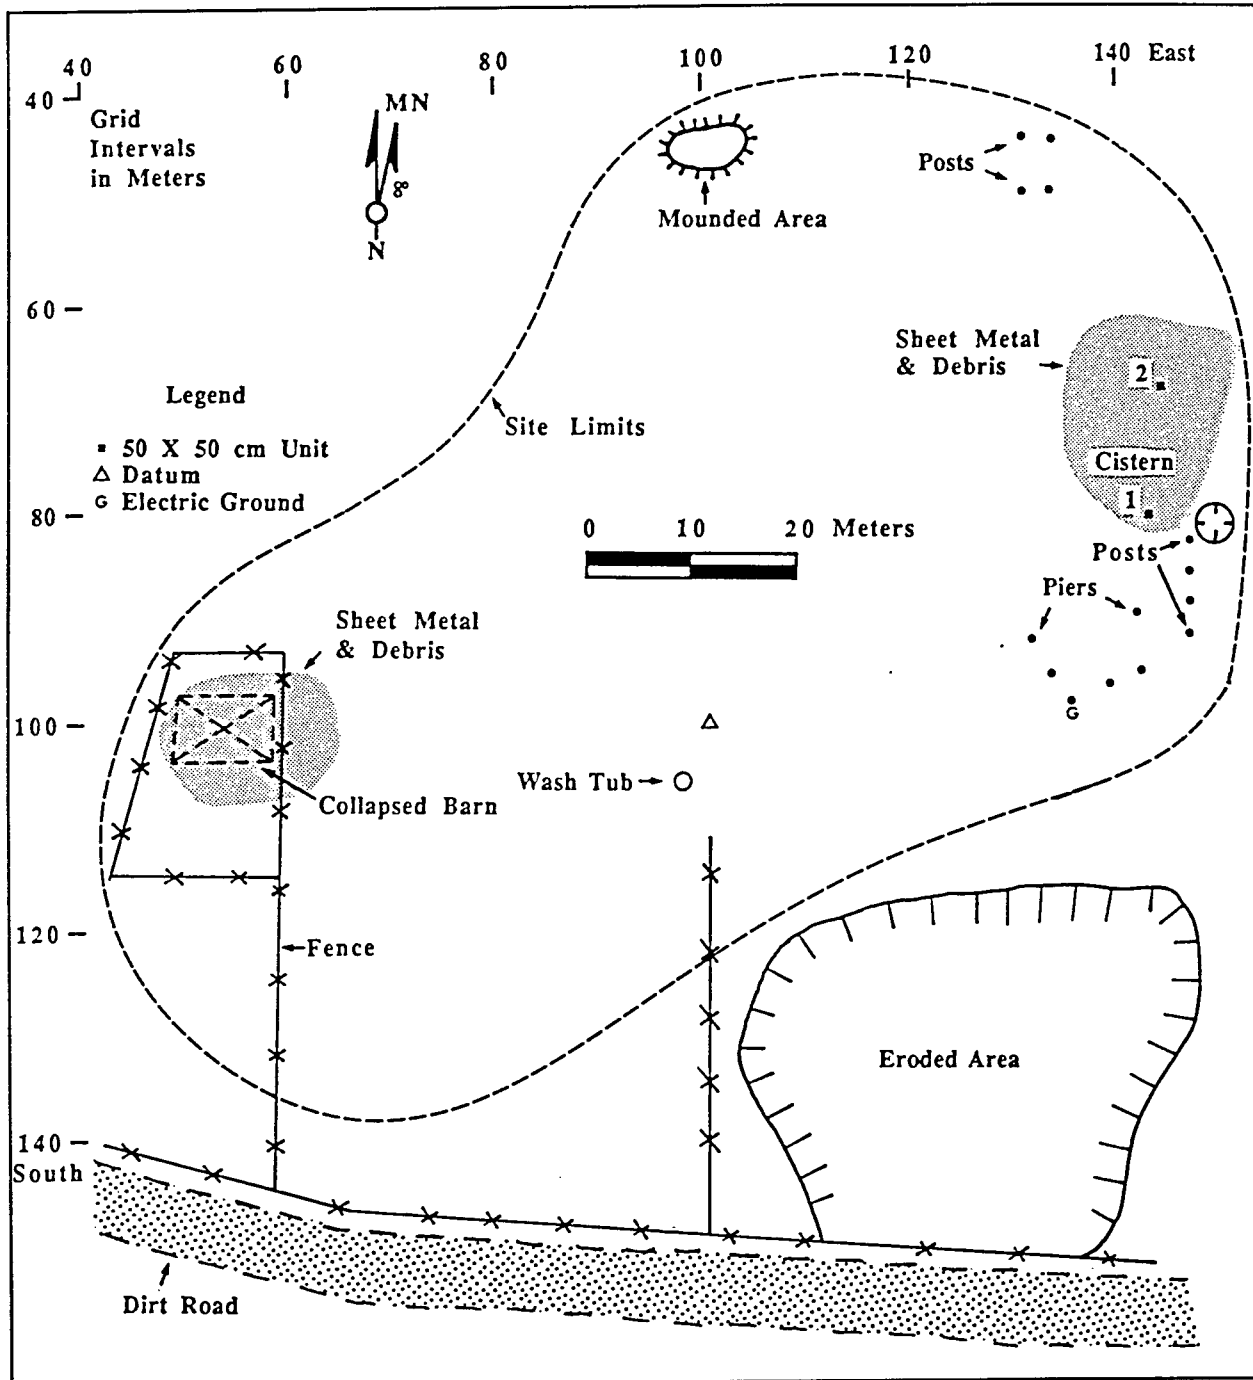 40 60 80 100 120 140 East
40
Grid
Intervals
in Meters
MN
8°
N
Mounded Area
Posts
60
Sheet Metal
& Debris
2
Legend
50 X 50 cm Unit
Datum
G Electric Ground
Site Limits
Cistern
1
80
0 10 20 Meters
Posts
Piers
Sheet Metal
& Debris
G
100
Wash Tub
Collapsed Barn
120
Fence
Eroded Area
140
South
Dirt Road